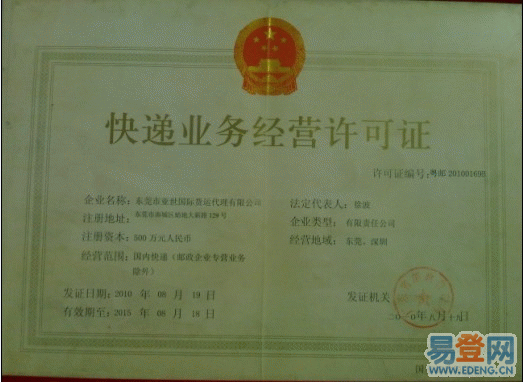 快递业务经营许可证
许可证编号:粤邮 20100169B
企业名称: 东莞市亚世国际货运代理有限公司
法定代表人: 徐波
注册地址:
企业类型: 有限责任公司
注册资本: 500 万元人民币
经营地域: 东莞、深圳
经营范围: 国内快递（邮政企业专营业务
除外）
发证日期: 2010 年 08 月 19 日
发证机关
有效期至: 2015 年 08 月 18 日
易登网
WWW.EDENG.CN